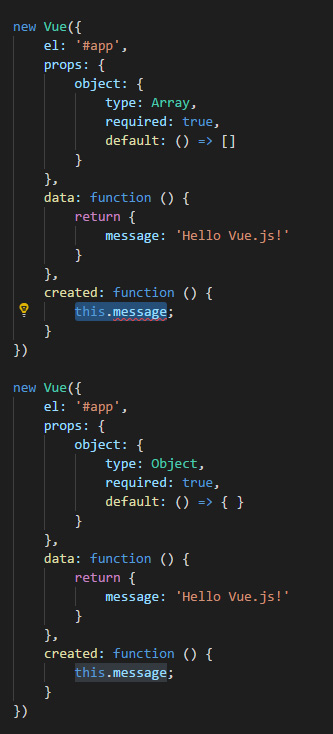 new Vue({
    el: '#app',
    props: {
        object: {
            type: Array,
            required: true,
            default: () => []
        }
    },
    data: function () {
        return {
            message: 'Hello Vue.js!'
        }
    },
    created: function () {
        this.message;
    }
})
new Vue({
    el: '#app',
    props: {
        object: {
            type: Object,
            required: true,
            default: () => { }
        }
    },
    data: function () {
        return {
            message: 'Hello Vue.js!'
        }
    },
    created: function () {
        this.message;
    }
})